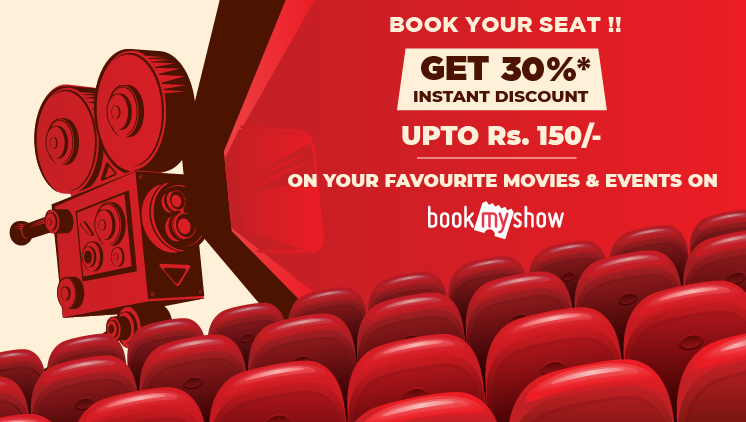 BOOK YOUR SEAT !!
GET 30%*
INSTANT DISCOUNT
UPTO Rs. 150/-
ON YOUR FAVOURITE MOVIES & EVENTS ON
bookmyshow